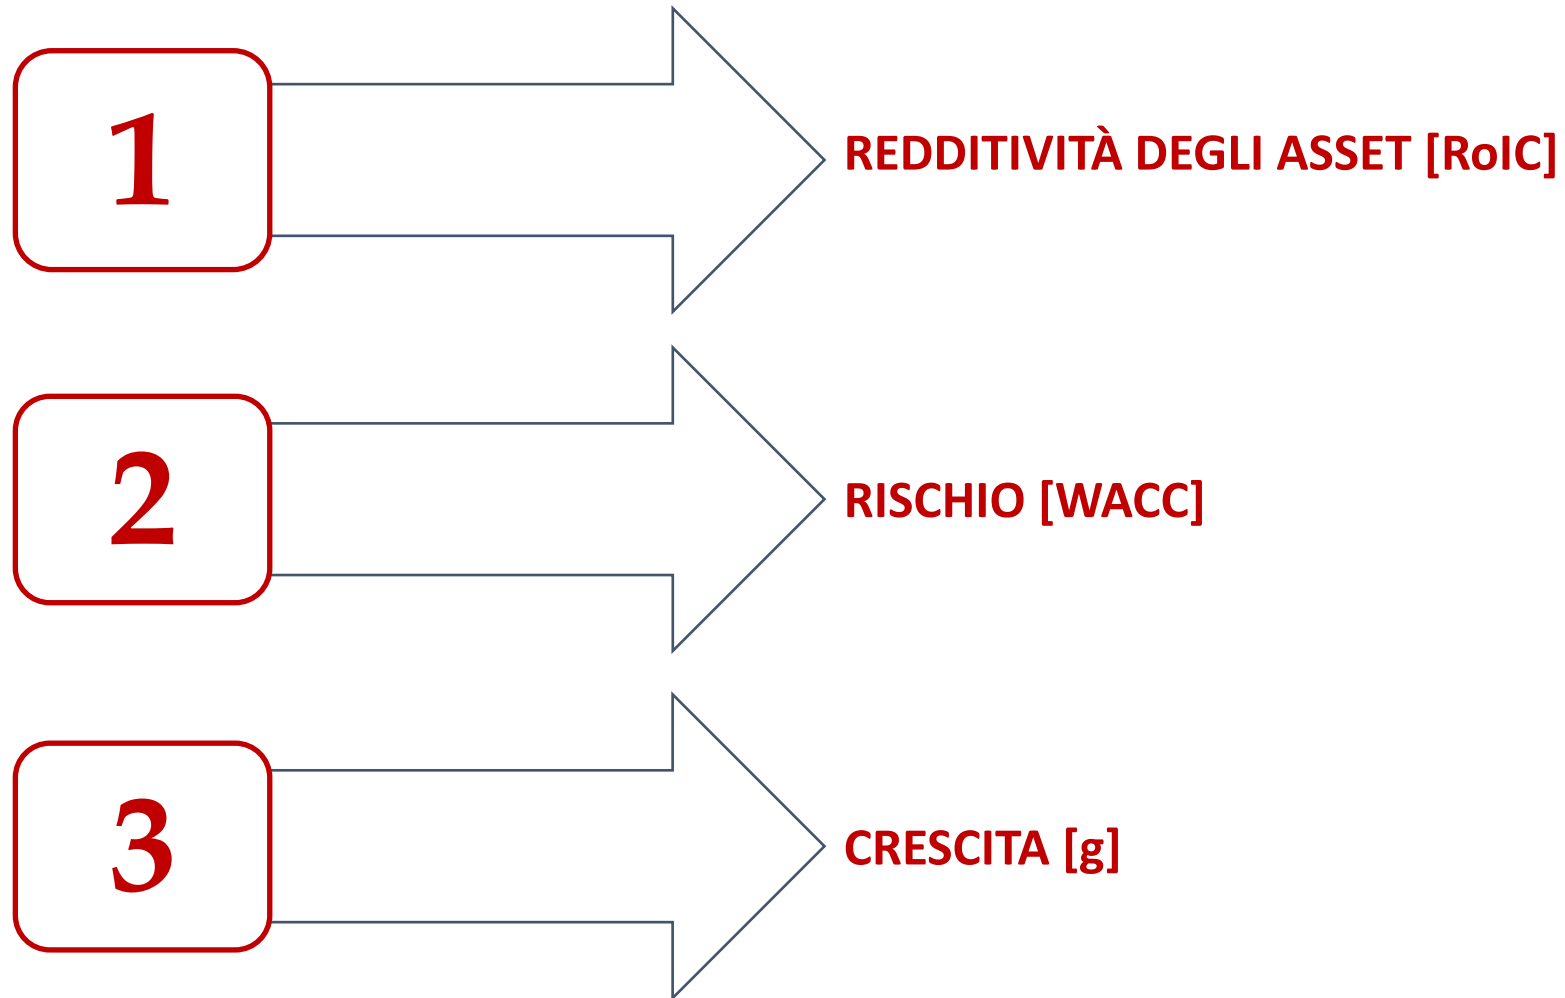 1
REDDITIVITÀ DEGLI ASSET [RoIC]
2
RISCHIO [WACC]
3
CRESCITA [g]